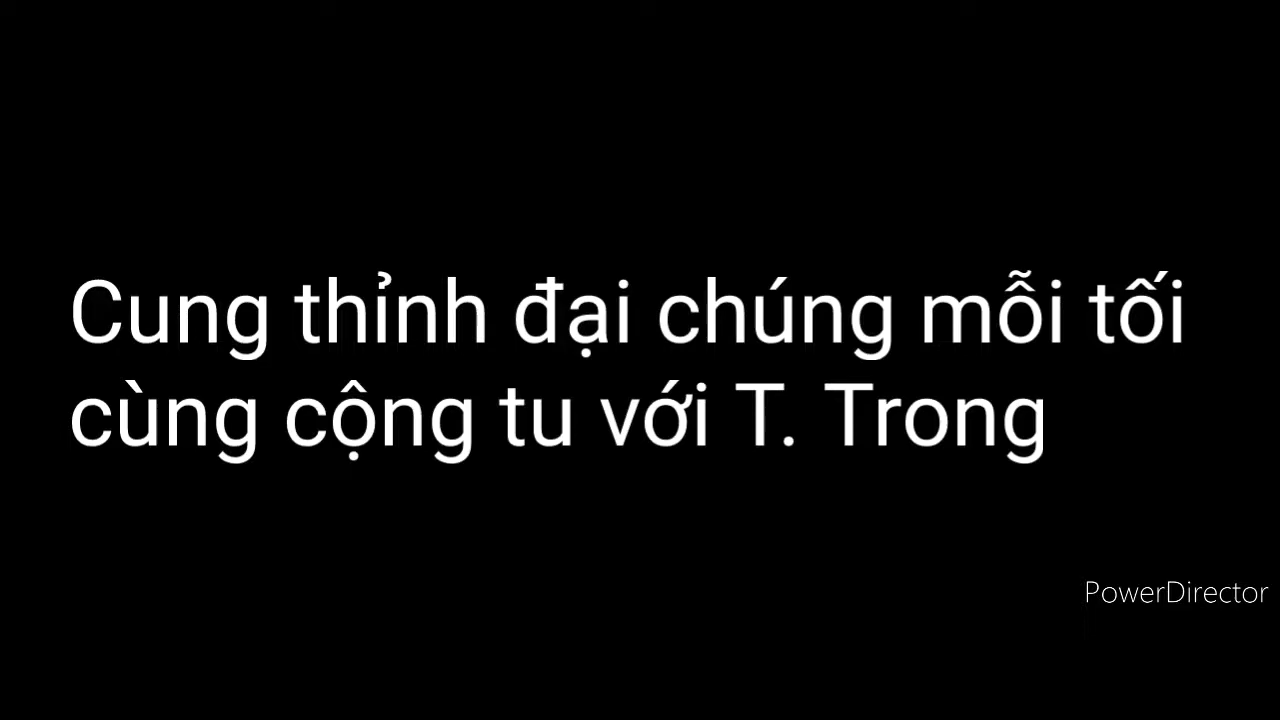 Cung thỉnh đại chúng mỗi tối
cùng cộng tu với T. Trong
PowerDirector